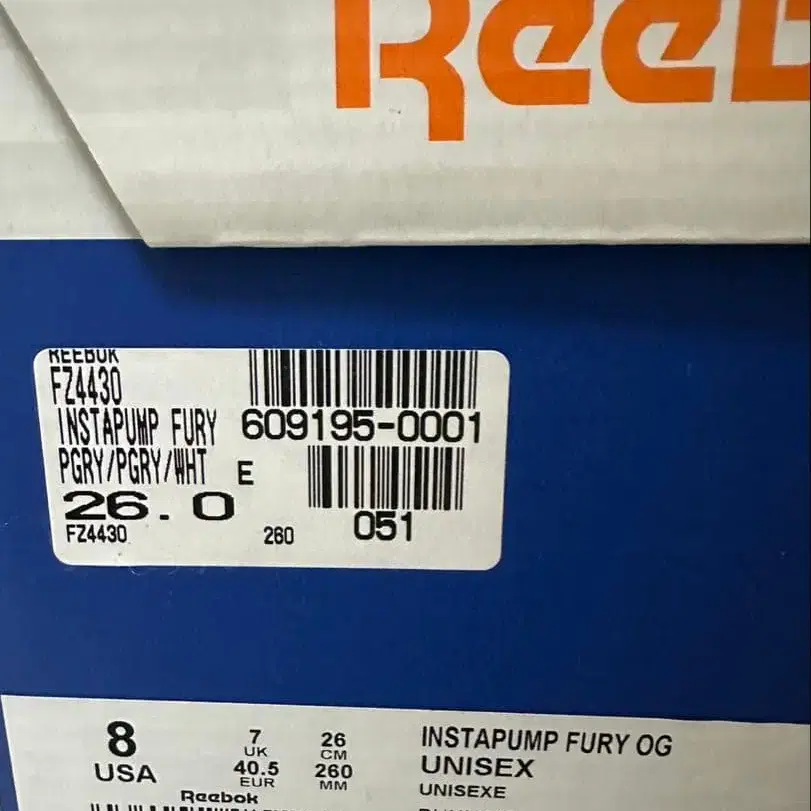 Reeb
REEBOK
FZ4430
INSTAPUMP FURY 609195-0001
PGRY/PGRY/WHT E
26.0 051
FZ4430 260
8 USA
7 UK
26 CM
40.5 EUR
260 MM
INSTAPUMP FURY OG
UNISEX
UNISEXE
Reebok